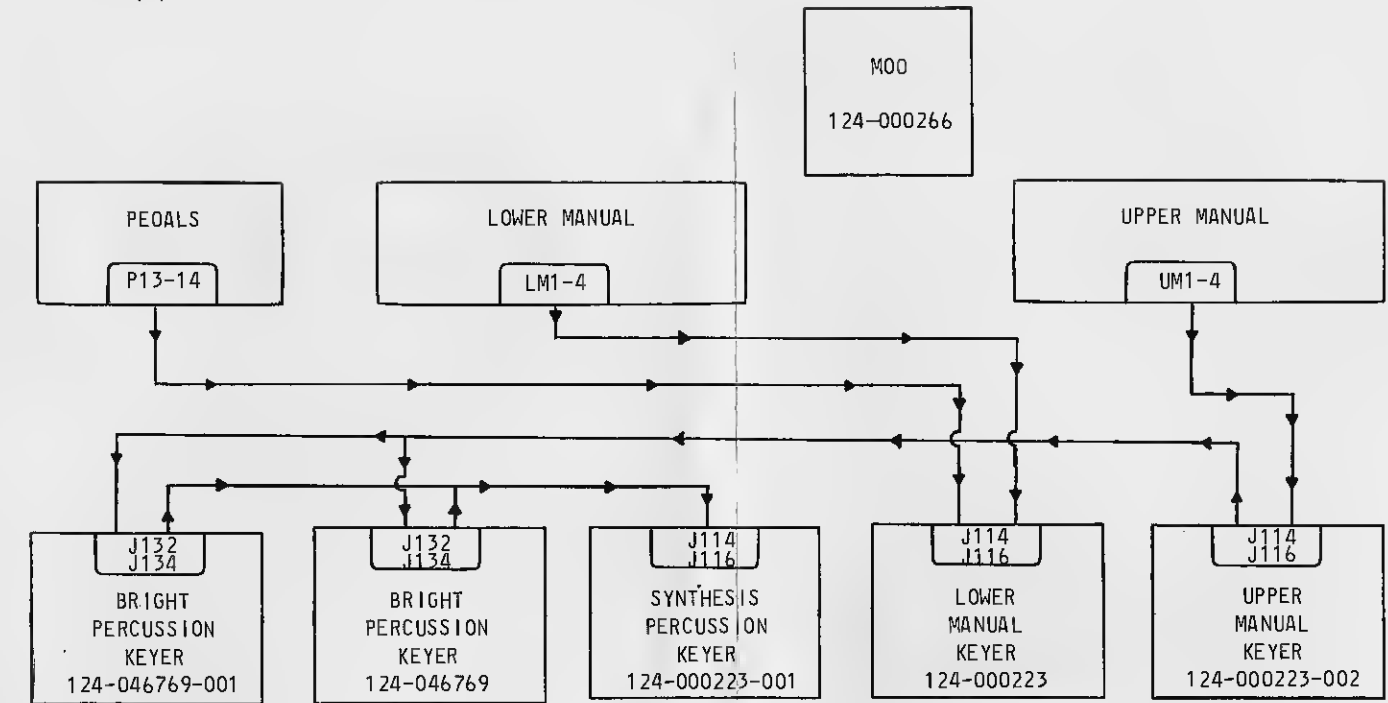 MOO
124-000266
PEOALS
P13-14
LOWER MANUAL
LM1-4
UPPER MANUAL
UM1-4
J132
J134
BRIGHT
PERCUSSION
KEYER
124-046769-001
J132
J134
BRIGHT
PERCUSSION
KEYER
124-046769
J114
J116
SYNTHESIS
PERCUSSION
KEYER
124-000223-001
J114
J116
LOWER
MANUAL
KEYER
124-000223
J114
J116
UPPER
MANUAL
KEYER
124-000223-002